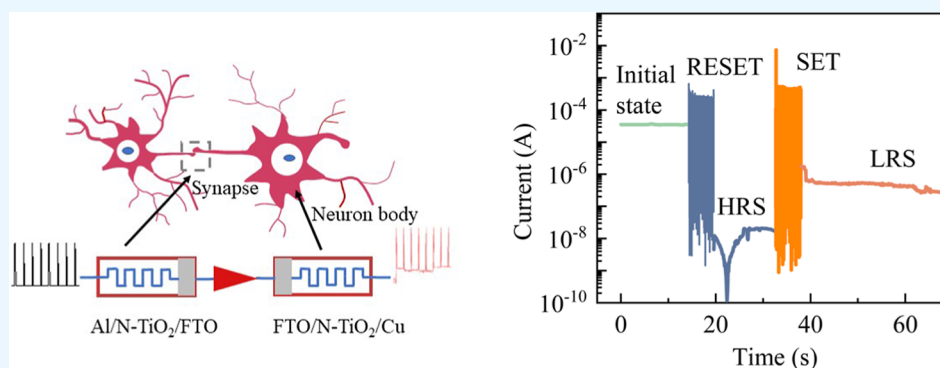 Synapse
Neuron body
Al/N-TiO₂/FTO
FTO/N-TiO₂/Cu
Current (A)
10⁻²
10⁻⁴
10⁻⁶
10⁻⁸
10⁻¹⁰
Initial
state
RESET
SET
HRS
LRS
0
20
40
60
Time (s)